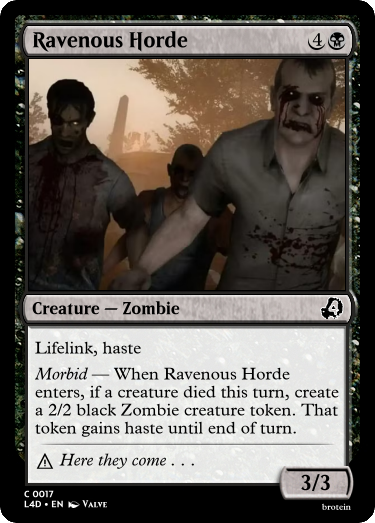 Ravenous Horde 4
Creature — Zombie 4
Lifelink, haste
Morbid — When Ravenous Horde
enters, if a creature died this turn, create
a 2/2 black Zombie creature token. That
token gains haste until end of turn.
Here they come . . .
3/3
C 0017
L4D • EN VALVE
brotein